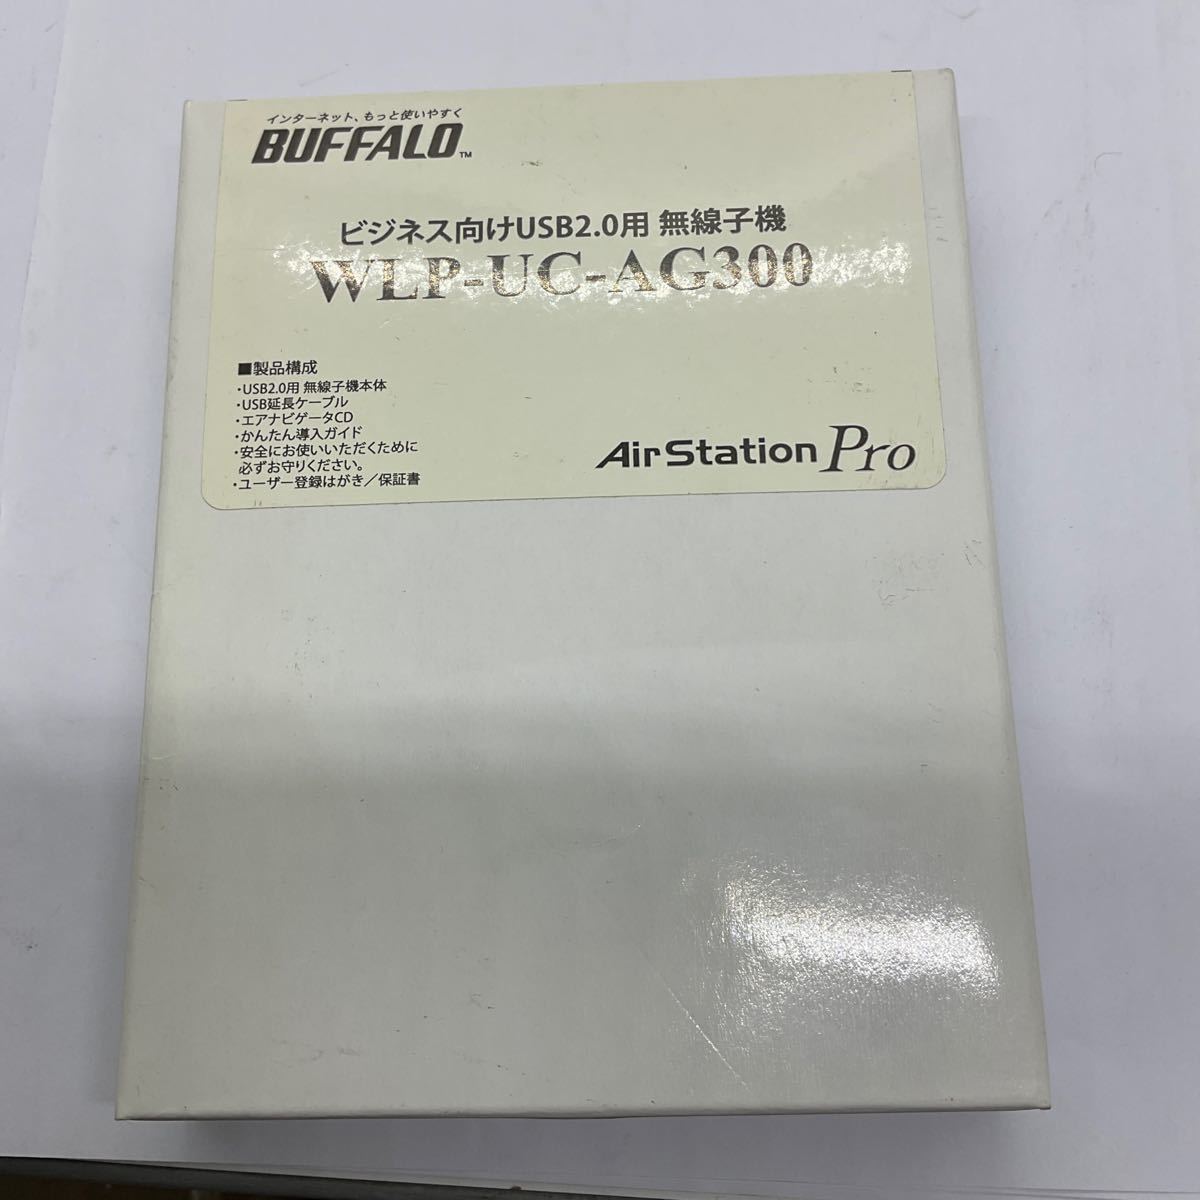 インターネット、もっと使いやすく
BUFFALO™
ビジネス向けUSB2.0用 無線子機
WLP-UC-AG300
■製品構成
・USB2.0用 無線子機本体
・USB延長ケーブル
・エアナビゲータCD
・かんたん導入ガイド
・安全にお使いいただくために
必ずお守りください。
・ユーザー登録はがき／保証書
AirStation Pro